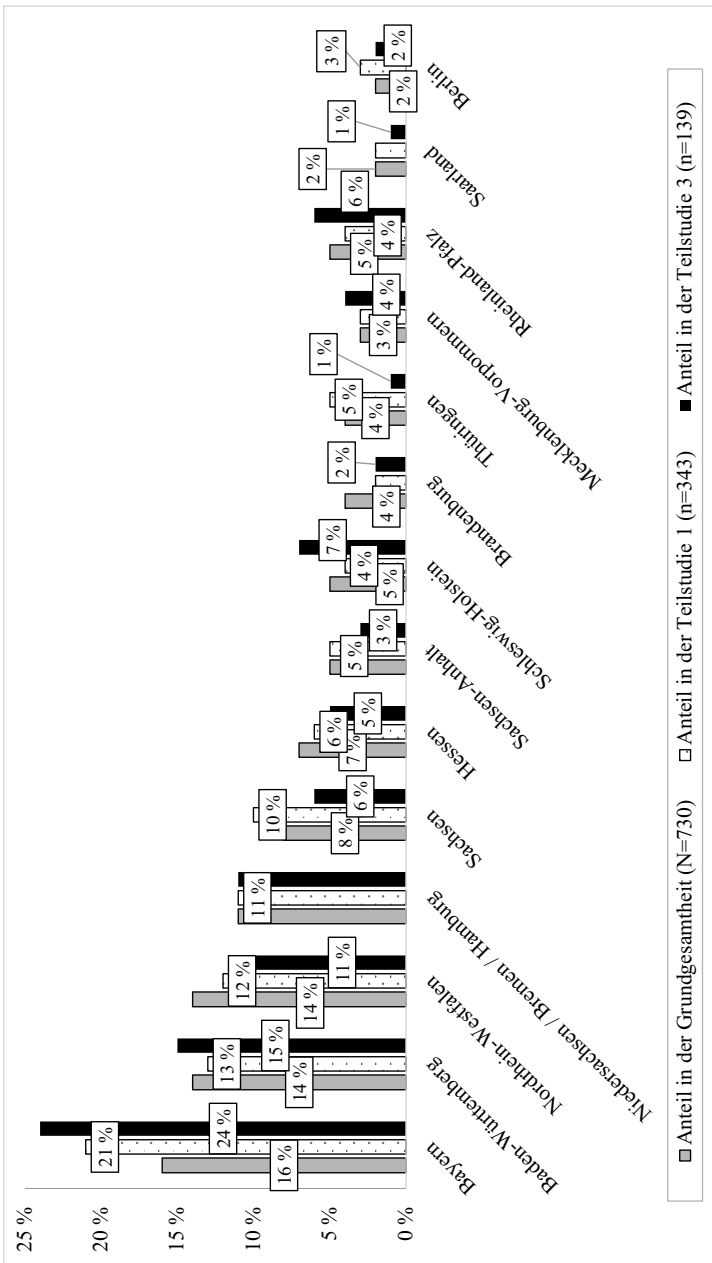 25 %
20 %
15 %
10 %
5 %
0 %
16 %
21 %
24 %
14 %
13 %
15 %
14 %
12 %
11 %
11 %
8 %
10 %
6 %
7 %
6 %
5 %
5 %
3 %
5 %
4 %
7 %
4 %
2 %
4 %
5 %
1 %
3 %
4 %
5 %
4 %
6 %
2 %
1 %
2 %
3 %
2 %
Bayern
Baden-Württemberg
Nordrhein-Westfalen
Niedersachsen / Bremen / Hamburg
Sachsen
Hessen
Sachsen-Anhalt
Schleswig-Holstein
Brandenburg
Thüringen
Mecklenburg-Vorpommern
Rheinland-Pfalz
Saarland
Berlin
Anteil in der Grundgesamtheit (N=730)
Anteil in der Teilstudie 1 (n=343)
Anteil in der Teilstudie 3 (n=139)